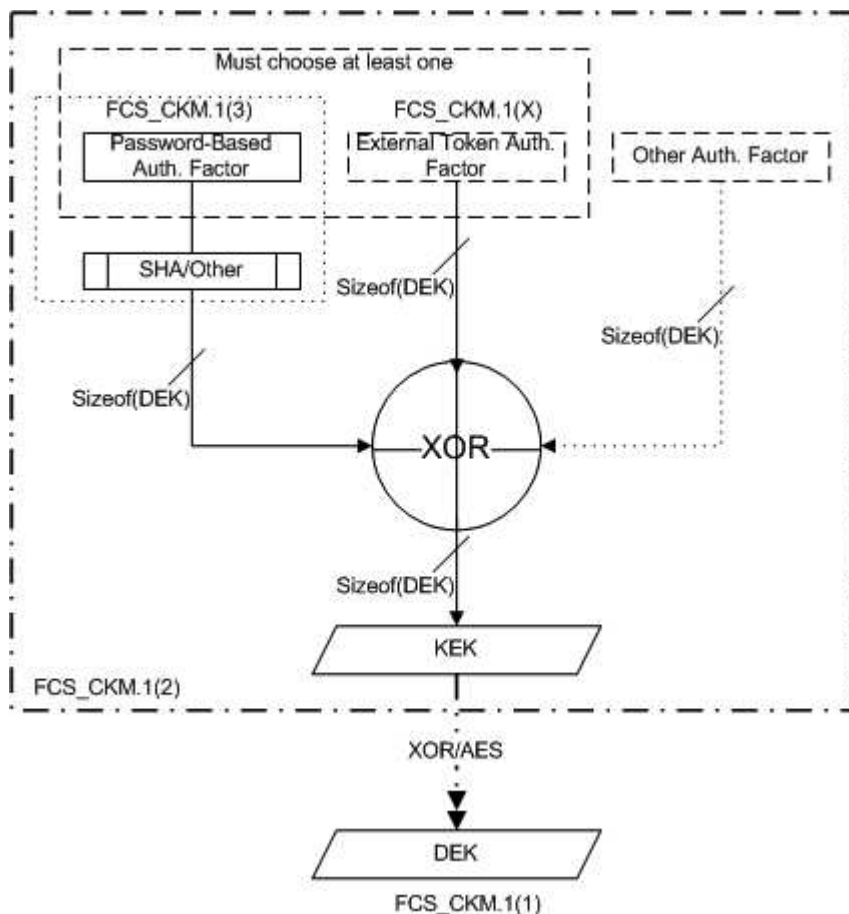 Must choose at least one
FCS_CKM.1(3)
FCS_CKM.1(X)
Password-Based
Auth. Factor
External Token Auth.
Factor
Other Auth. Factor
SHA/Other
Sizeof(DEK)
Sizeof(DEK)
Sizeof(DEK)
XOR
Sizeof(DEK)
KEK
FCS_CKM.1(2)
XOR/AES
DEK
FCS_CKM.1(1)